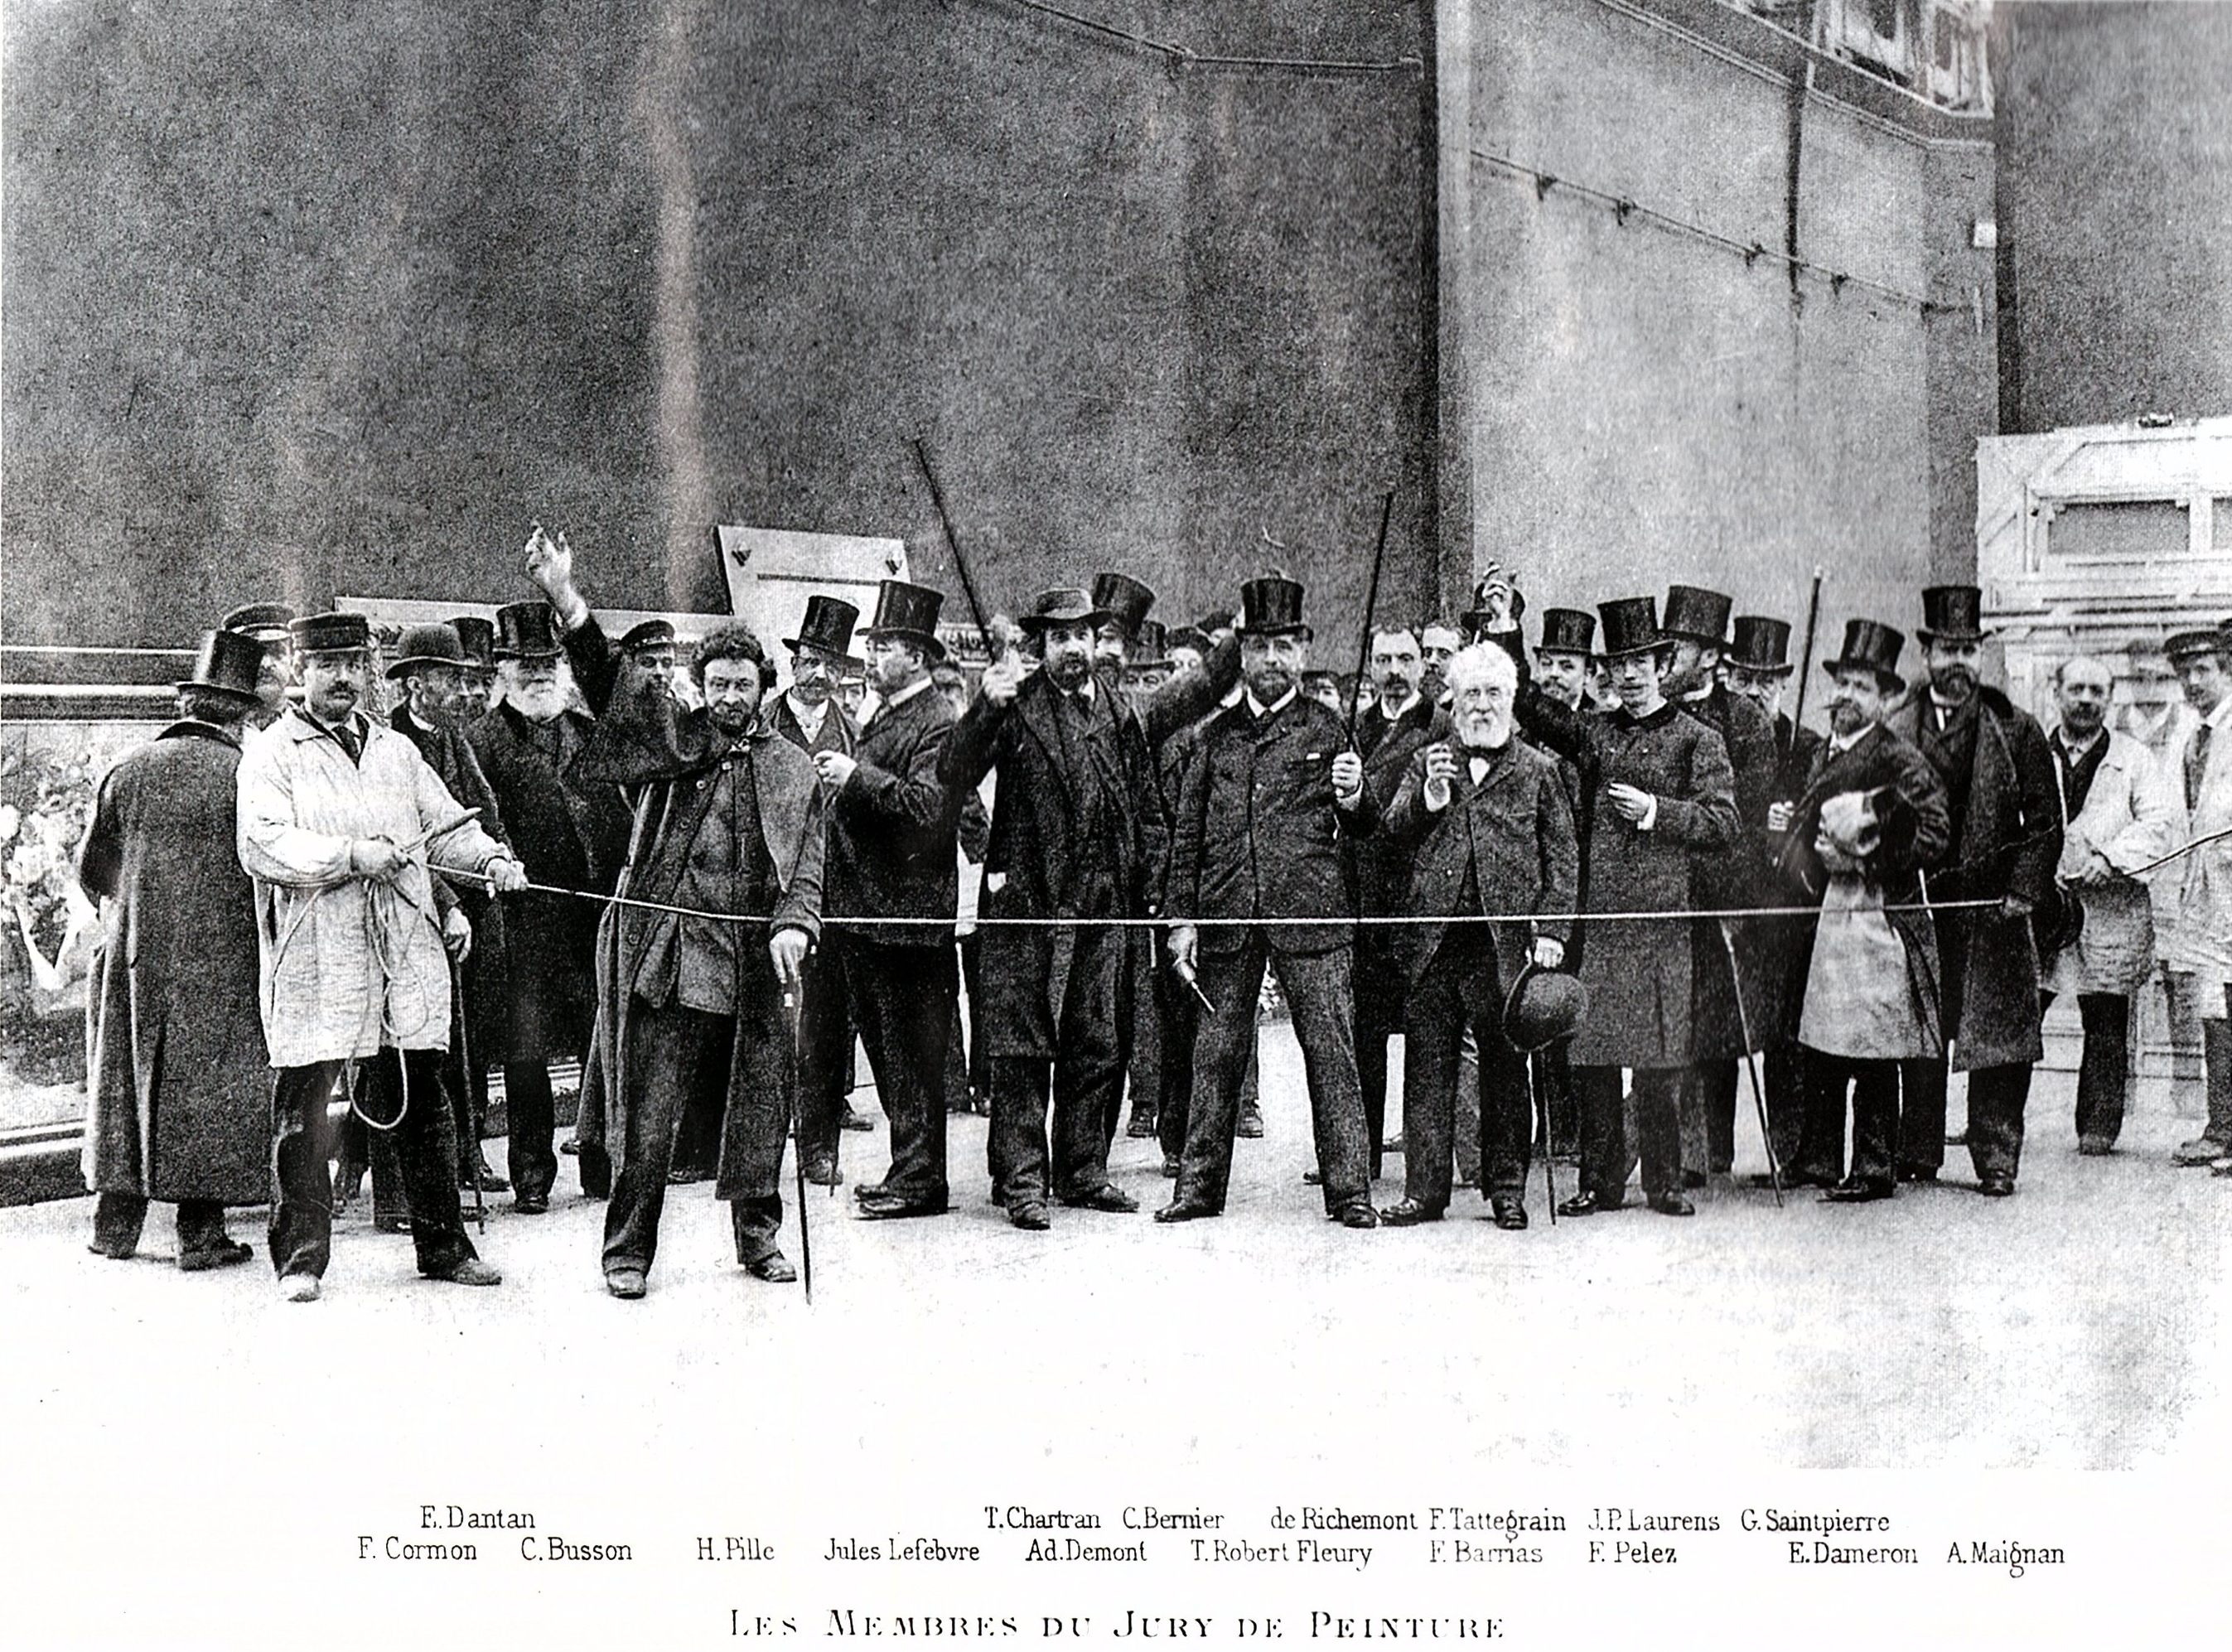 E. Dantan T. Chartran C. Bernier de Richemont F. Tattegrain J.P. Laurens G. Saintpierre
F. Cormon C. Busson H. Pille Jules Lefebvre Ad. Demont T. Robert Fleury F. Barrias F. Pelez E. Dameron A. Maignan
LES MEMBRES DU JURY DE PEINTURE